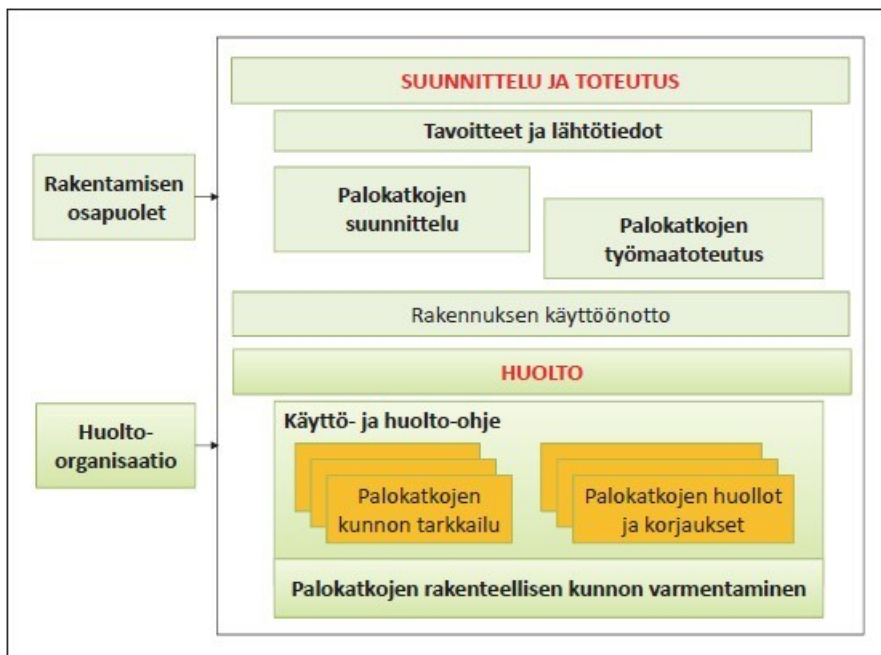 SUUNNITTELU JA TOTEUTUS
Tavoitteet ja lähtötiedot
Rakentamisen
osapuolet
Palokatkojen
suunnittelu
Palokatkojen
työmaatoteutus
Rakennuksen käyttöönotto
HUOLTO
Huolto-
organisaatio
Käyttö- ja huolto-ohje
Palokatkojen
kunnon tarkkailu
Palokatkojen huollot
ja korjaukset
Palokatkojen rakenteellisen kunnon varmentaminen